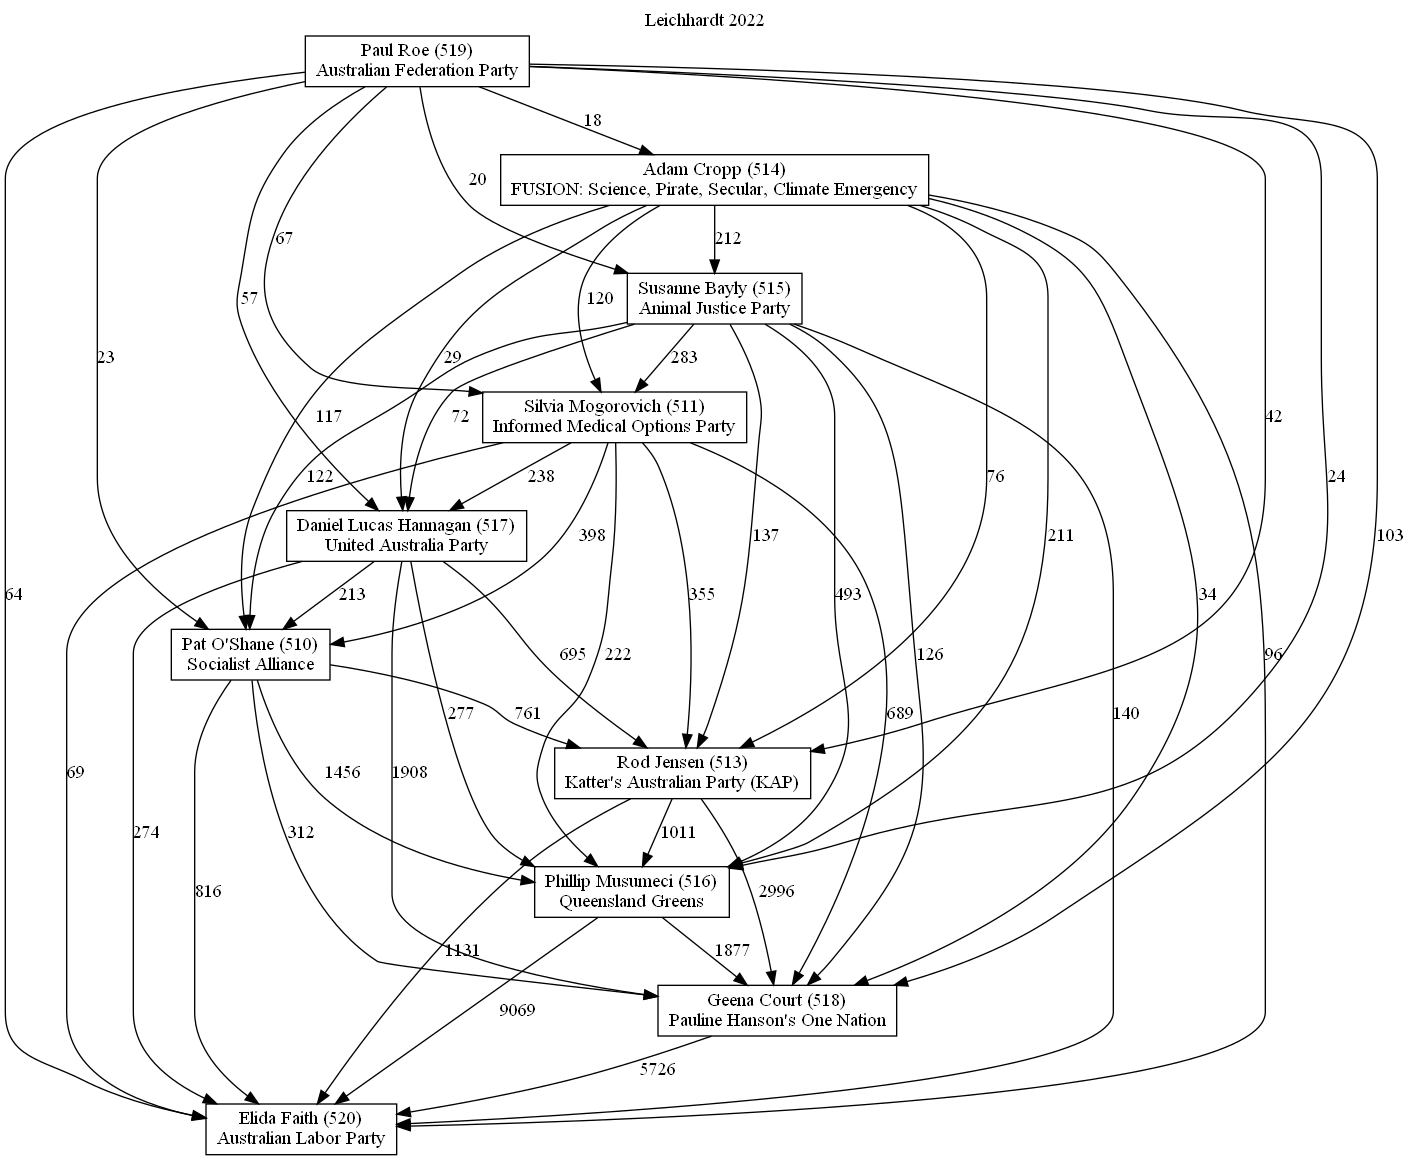 Leichhardt 2022
Paul Roe (519)
Australian Federation Party
18
Adam Cropp (514)
FUSION: Science, Pirate, Secular, Climate Emergency
20
67
212
Susanne Bayly (515)
Animal Justice Party
57
120
23
29
283
Silvia Mogorovich (511)
Informed Medical Options Party
117
72
42
122
238
76
24
Daniel Lucas Hannagan (517)
United Australia Party
398
137
211
103
64
213
355
493
34
Pat O'Shane (510)
Socialist Alliance
695
222
126
96
277
761
689
140
Rod Jensen (513)
Katter's Australian Party (KAP)
69
1456
1908
274
312
1011
Phillip Musumeci (516)
Queensland Greens
816
2996
1131
1877
Geena Court (518)
Pauline Hanson's One Nation
9069
5726
Elida Faith (520)
Australian Labor Party